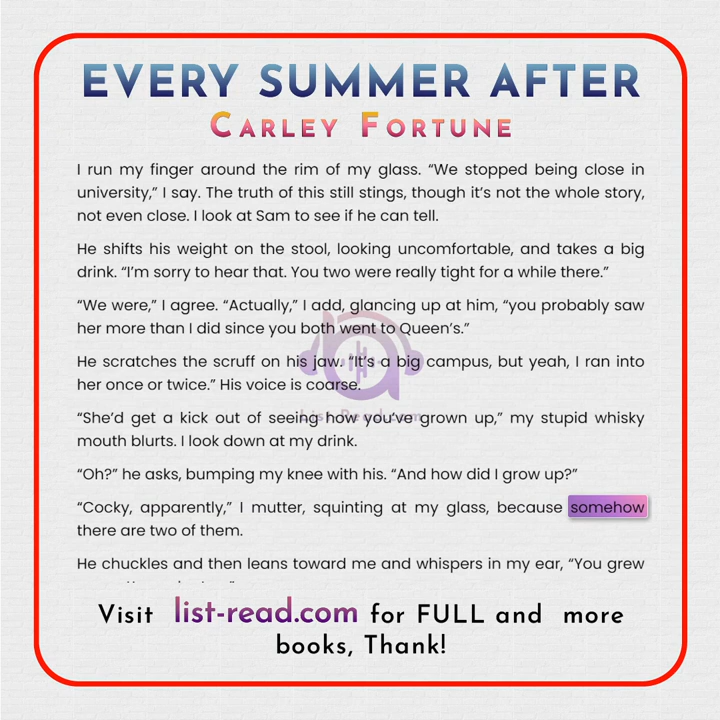 EVERY SUMMER AFTER
CARLEY FORTUNE
I run my finger around the rim of my glass. “We stopped being close in
university,” I say. The truth of this still stings, though it’s not the whole story,
not even close. I look at Sam to see if he can tell.
He shifts his weight on the stool, looking uncomfortable, and takes a big
drink. “I’m sorry to hear that. You two were really tight for a while there.”
“We were,” I agree. “Actually,” I add, glancing up at him, “you probably saw
her more than I did since you both went to Queen’s.”
He scratches the scruff on his jaw. “It’s a big campus, but yeah, I ran into
her once or twice.” His voice is coarse.
“She’d get a kick out of seeing how you’ve grown up,” my stupid whisky
List-Read.com
mouth blurts. I look down at my drink.
“Oh?” he asks, bumping my knee with his. “And how did I grow up?”
“Cocky, apparently,” I mutter, squinting at my glass, because somehow
there are two of them.
He chuckles and then leans toward me and whispers in my ear, “You grew
Visit list-read.com for FULL and more
books, Thank!